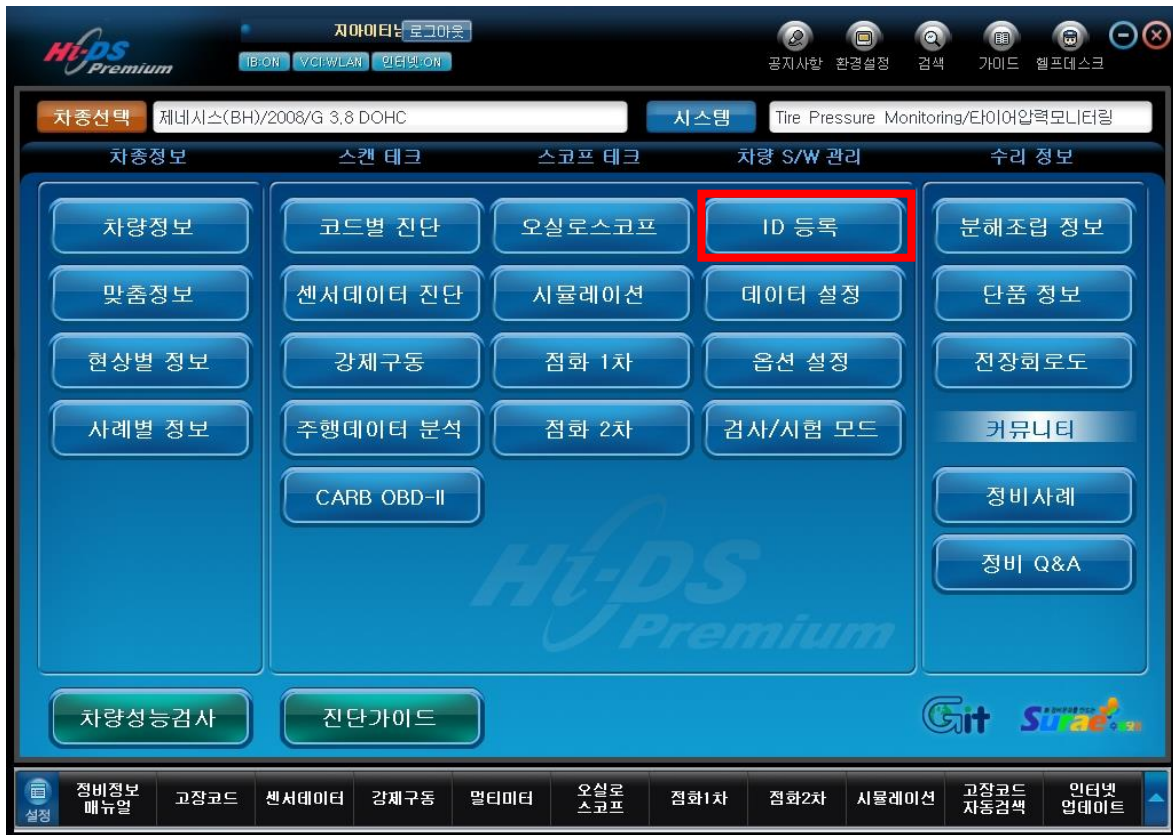 Hi-DS
Premium
지아이티님 로그아웃
IB:ON VCI:WLAN 인터넷:ON
공지사항 환경설정 검색 가이드 헬프데스크
차종선택 제네시스(BH)/2008/G 3.8 DOHC 시스템 Tire Pressure Monitoring/타이어압력모니터링
차종정보 스캔 테크 스코프 테크 차량 S/W 관리 수리 정보
차량정보 코드별 진단 오실로스코프 ID 등록 분해조립 정보
맞춤정보 센서데이터 진단 시뮬레이션 데이터 설정 단품 정보
현상별 정보 강제구동 점화 1차 옵션 설정 전장회로도
사례별 정보 주행데이터 분석 점화 2차 검사/시험 모드 커뮤니티
CARB OBD-II 정비사례
정비 Q&A
Hi-DS
Premium
차량성능검사 진단가이드 Git Surae
설정 정비정보 매뉴얼 고장코드 센서데이터 강제구동 멀티미터 오실로 스코프 점화1차 점화2차 시뮬레이션 고장코드 자동검색 인터넷 업데이트